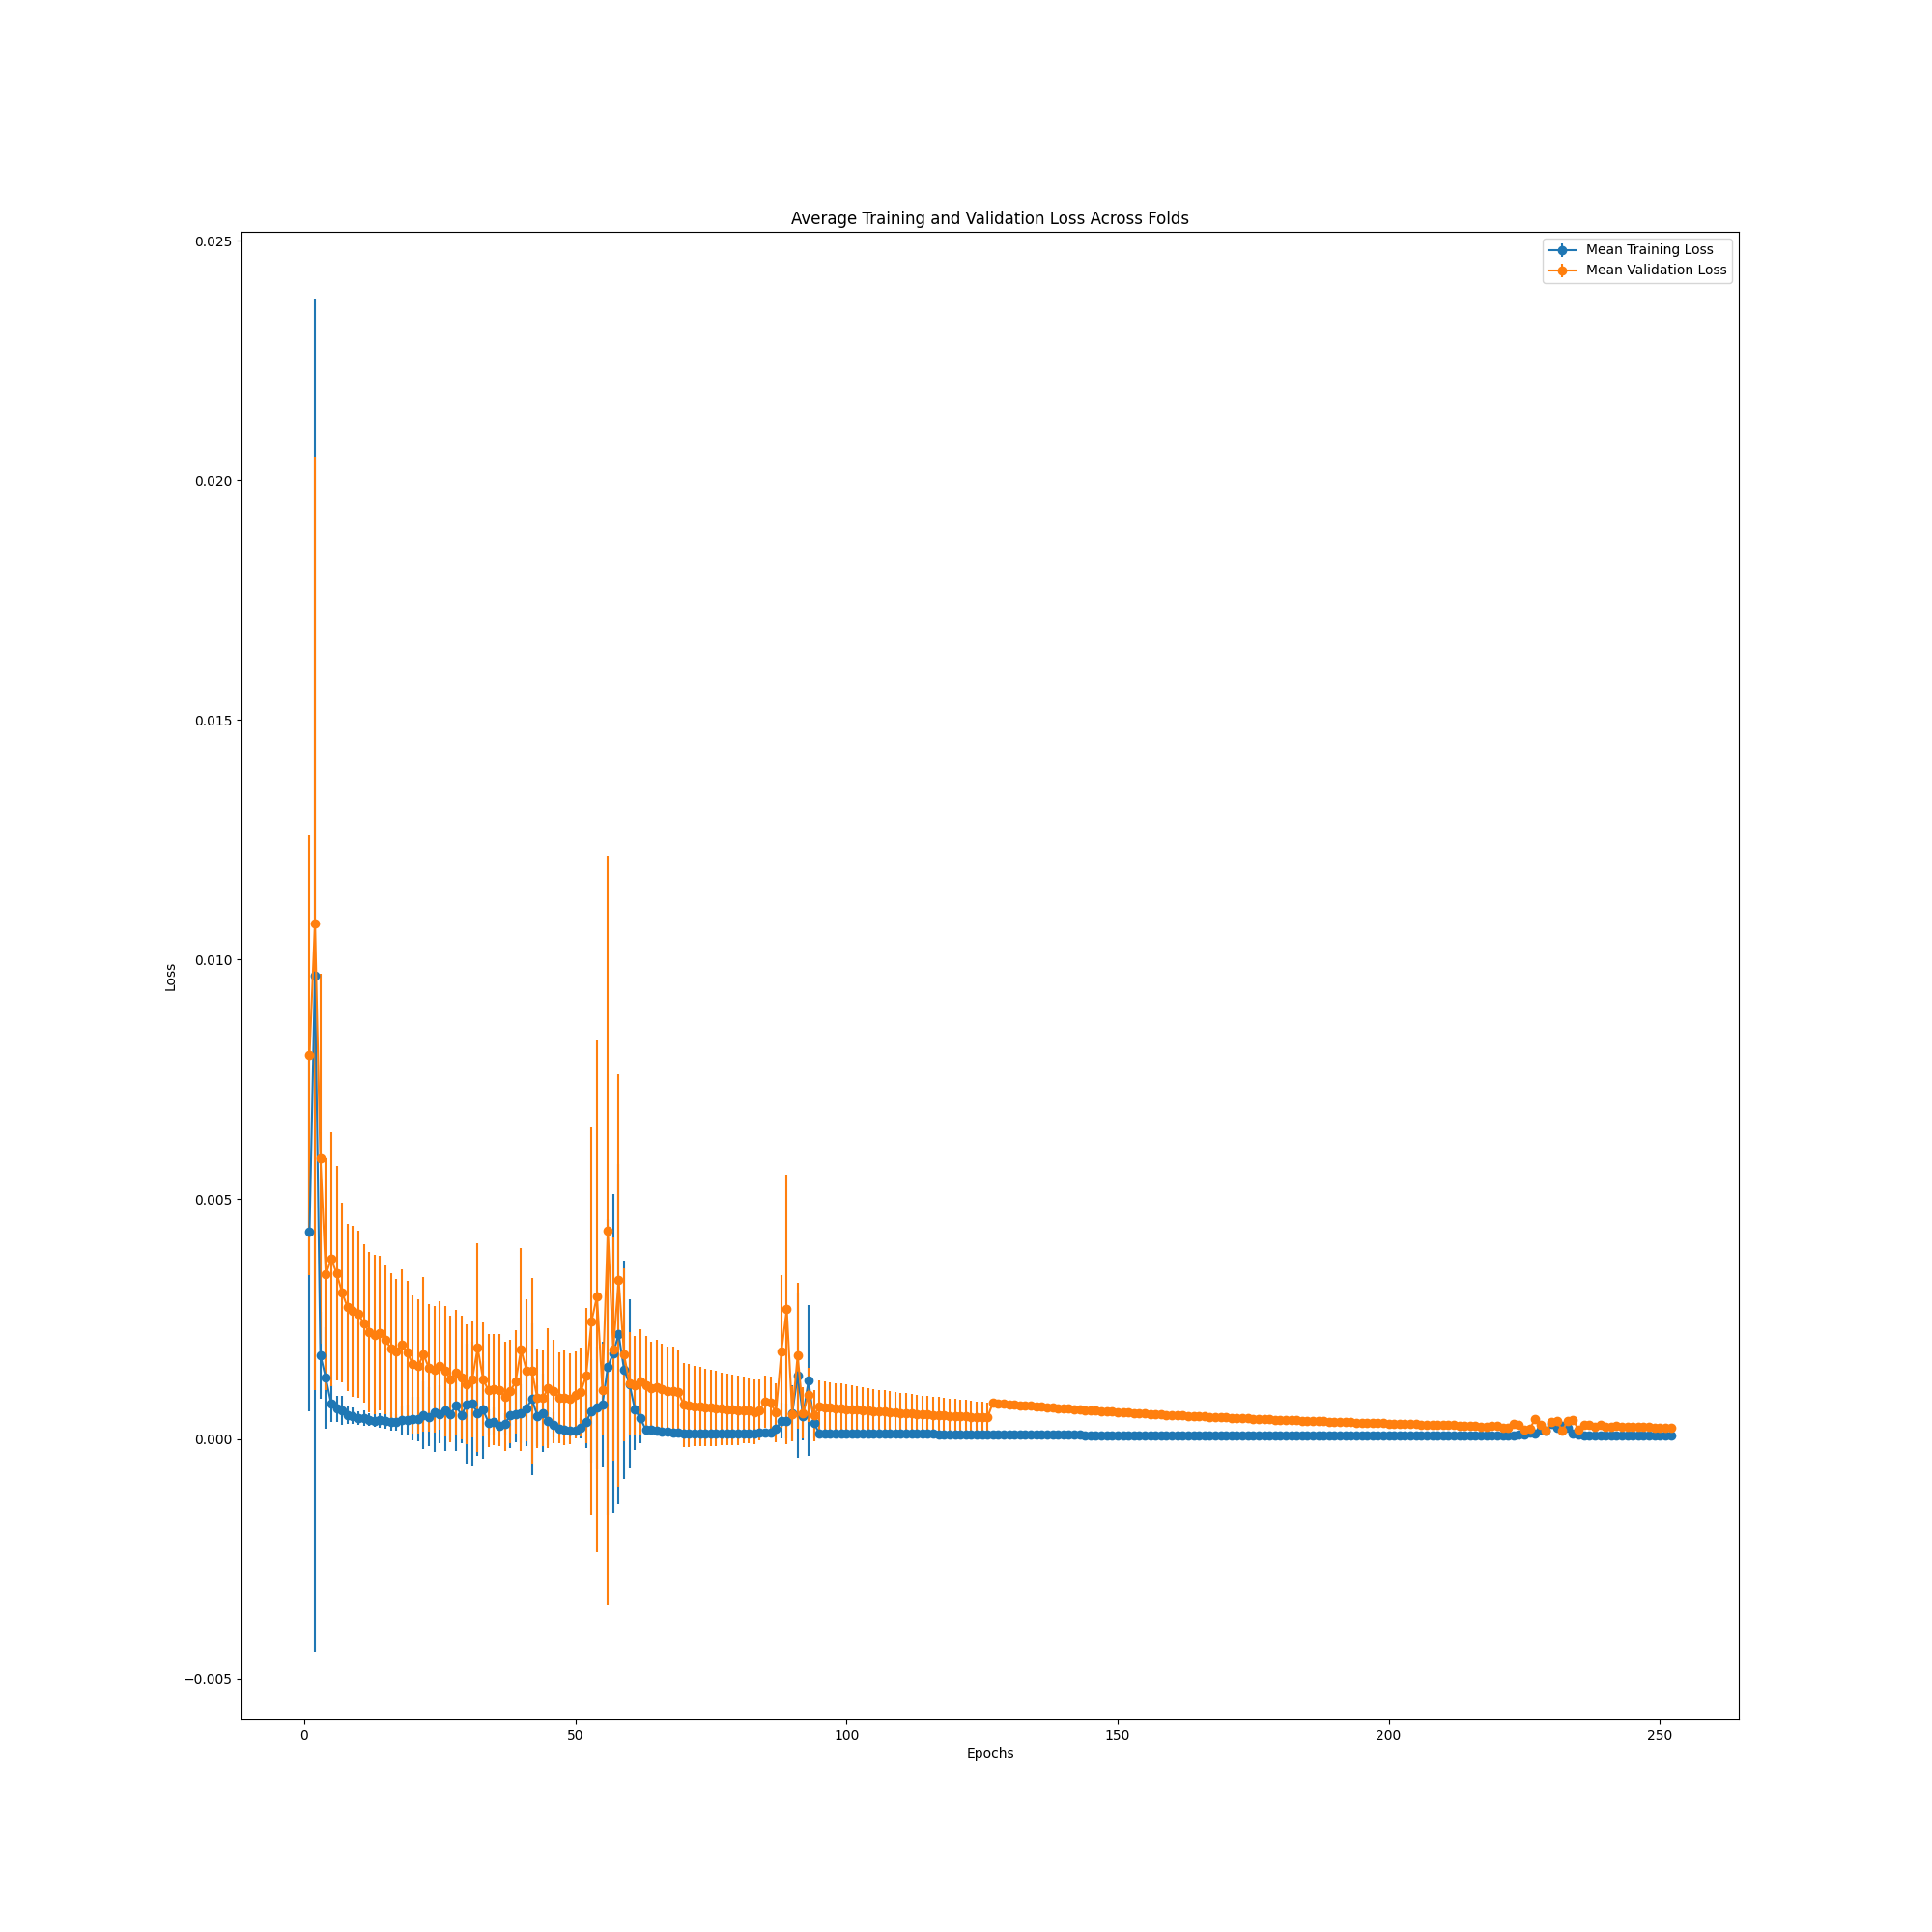 Average Training and Validation Loss Across Folds
Mean Training Loss
Mean Validation Loss
0.025
0.020
0.015
0.010
0.005
0.000
−0.005
Loss
0 50 100 150 200 250
Epochs